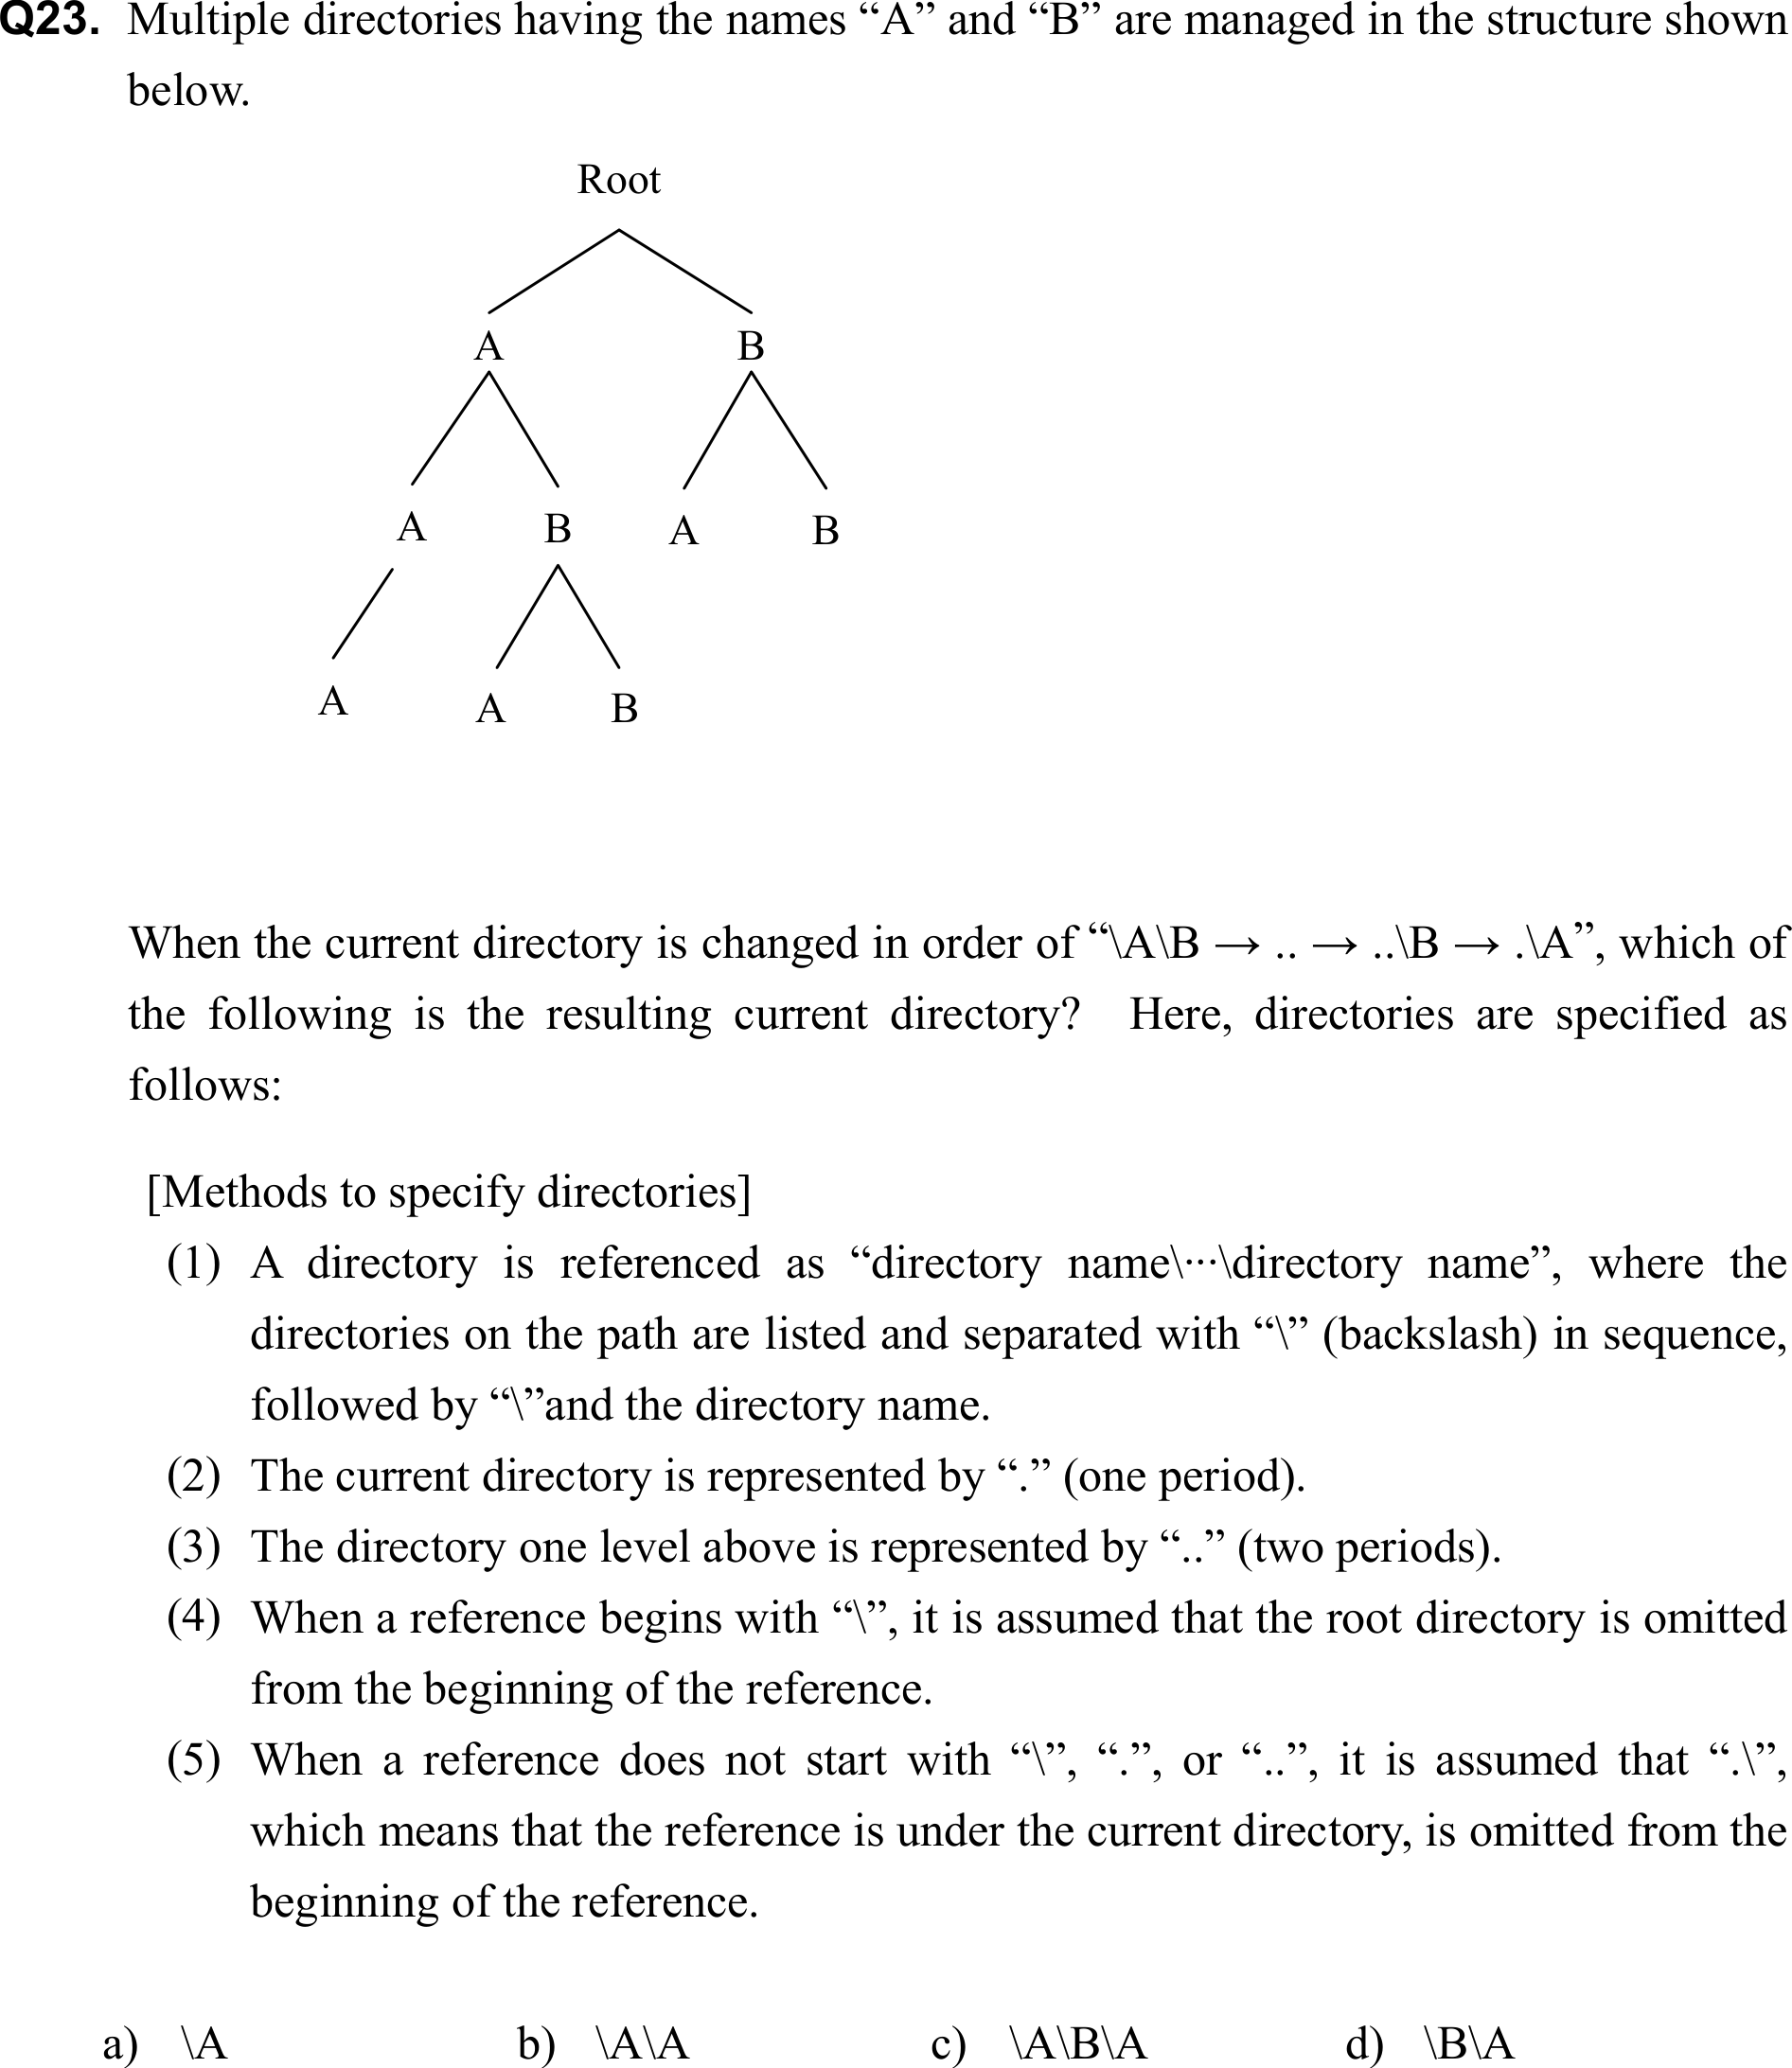 Q23. Multiple directories having the names “A” and “B” are managed in the structure shown
below.
Root
A B
A B A B
A A B
When the current directory is changed in order of “\A\B → .. → ..\B → .\A”, which of
the following is the resulting current directory? Here, directories are specified as
follows:
[Methods to specify directories]
(1) A directory is referenced as “directory name\···\directory name”, where the
directories on the path are listed and separated with “\” (backslash) in sequence,
followed by “\”and the directory name.
(2) The current directory is represented by “.” (one period).
(3) The directory one level above is represented by “..” (two periods).
(4) When a reference begins with “\”, it is assumed that the root directory is omitted
from the beginning of the reference.
(5) When a reference does not start with “\”, “.”, or “..”, it is assumed that “.\”,
which means that the reference is under the current directory, is omitted from the
beginning of the reference.
a) \A b) \A\A c) \A\B\A d) \B\A